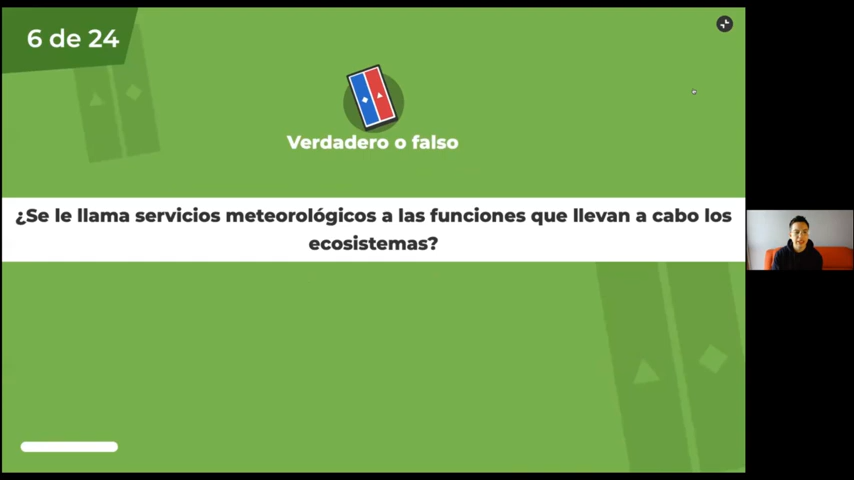 6 de 24
Verdadero o falso
¿Se le llama servicios meteorológicos a las funciones que llevan a cabo los
ecosistemas?